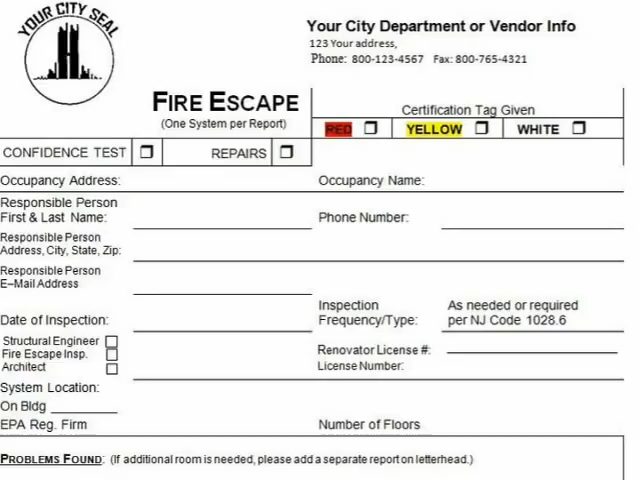 YOUR CITY SEAL
Your City Department or Vendor Info
123 Your address,
Phone: 800-123-4567 Fax: 800-765-4321
FIRE ESCAPE
(One System per Report)
Certification Tag Given
RED YELLOW WHITE
CONFIDENCE TEST REPAIRS
Occupancy Address: Occupancy Name:
Responsible Person
First & Last Name: Phone Number:
Responsible Person
Address, City, State, Zip:
Responsible Person
E–Mail Address
Inspection As needed or required
Date of Inspection: Frequency/Type: per NJ Code 1028.6
Structural Engineer
Fire Escape Insp. Renovator License #:
Architect License Number:
System Location:
On Bldg
EPA Reg. Firm Number of Floors
PROBLEMS FOUND: (If additional room is needed, please add a separate report on letterhead.)